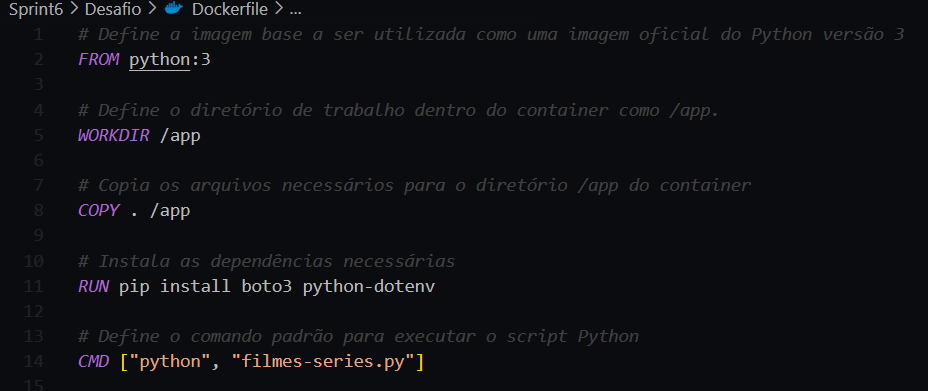 Sprint6 > Desafio > Dockerfile > ...
1 # Define a imagem base a ser utilizada como uma imagem oficial do Python versão 3
2 FROM python:3
3
4 # Define o diretório de trabalho dentro do container como /app.
5 WORKDIR /app
6
7 # Copia os arquivos necessários para o diretório /app do container
8 COPY . /app
9
10 # Instala as dependências necessárias
11 RUN pip install boto3 python-dotenv
12
13 # Define o comando padrão para executar o script Python
14 CMD ["python", "filmes-series.py"]
15